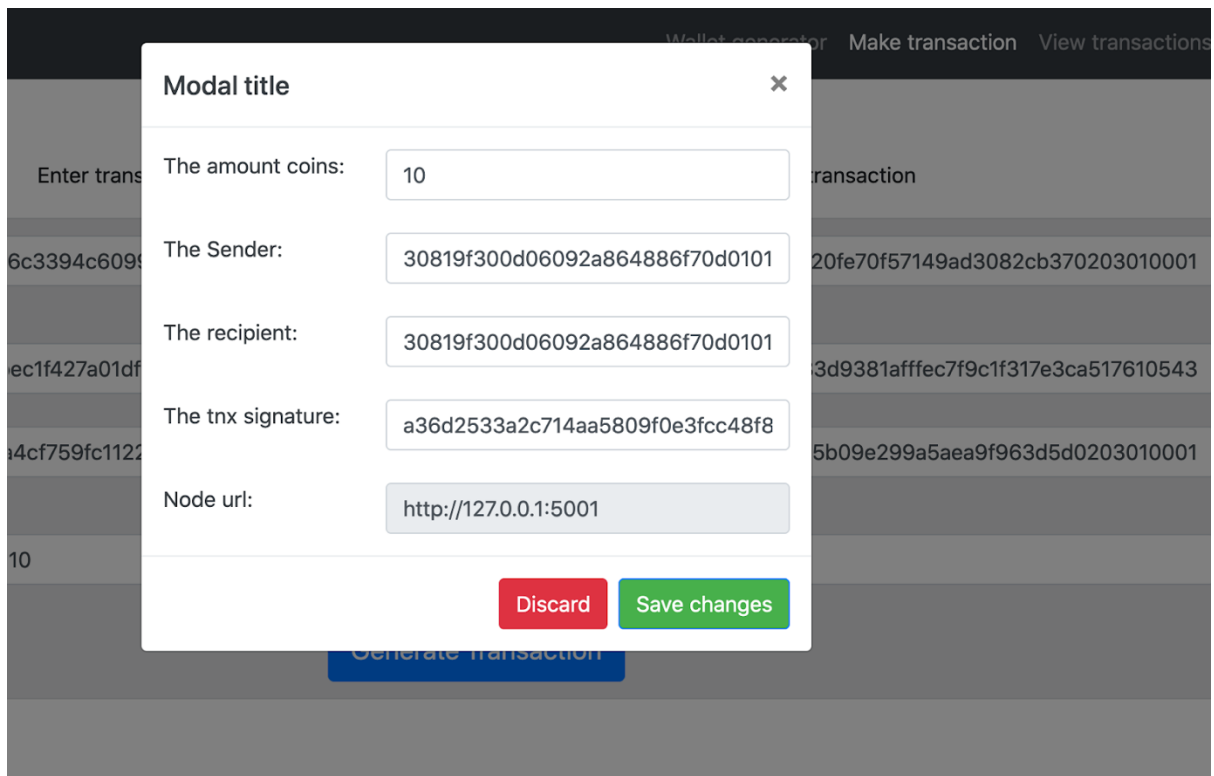 Wallet generator Make transaction View transactions
Modal title ×
Enter trans
transaction
The amount coins: 10
6c3394c6099
20fe70f57149ad3082cb370203010001
The Sender: 30819f300d06092a864886f70d0101
The recipient: 30819f300d06092a864886f70d0101
ec1f427a01df
3d9381afffec7f9c1f317e3ca517610543
The tnx signature: a36d2533a2c714aa5809f0e3fcc48f8
4cf759fc1122
5b09e299a5aea9f963d5d0203010001
Node url: http://127.0.0.1:5001
10
Discard Save changes
Generate Transaction